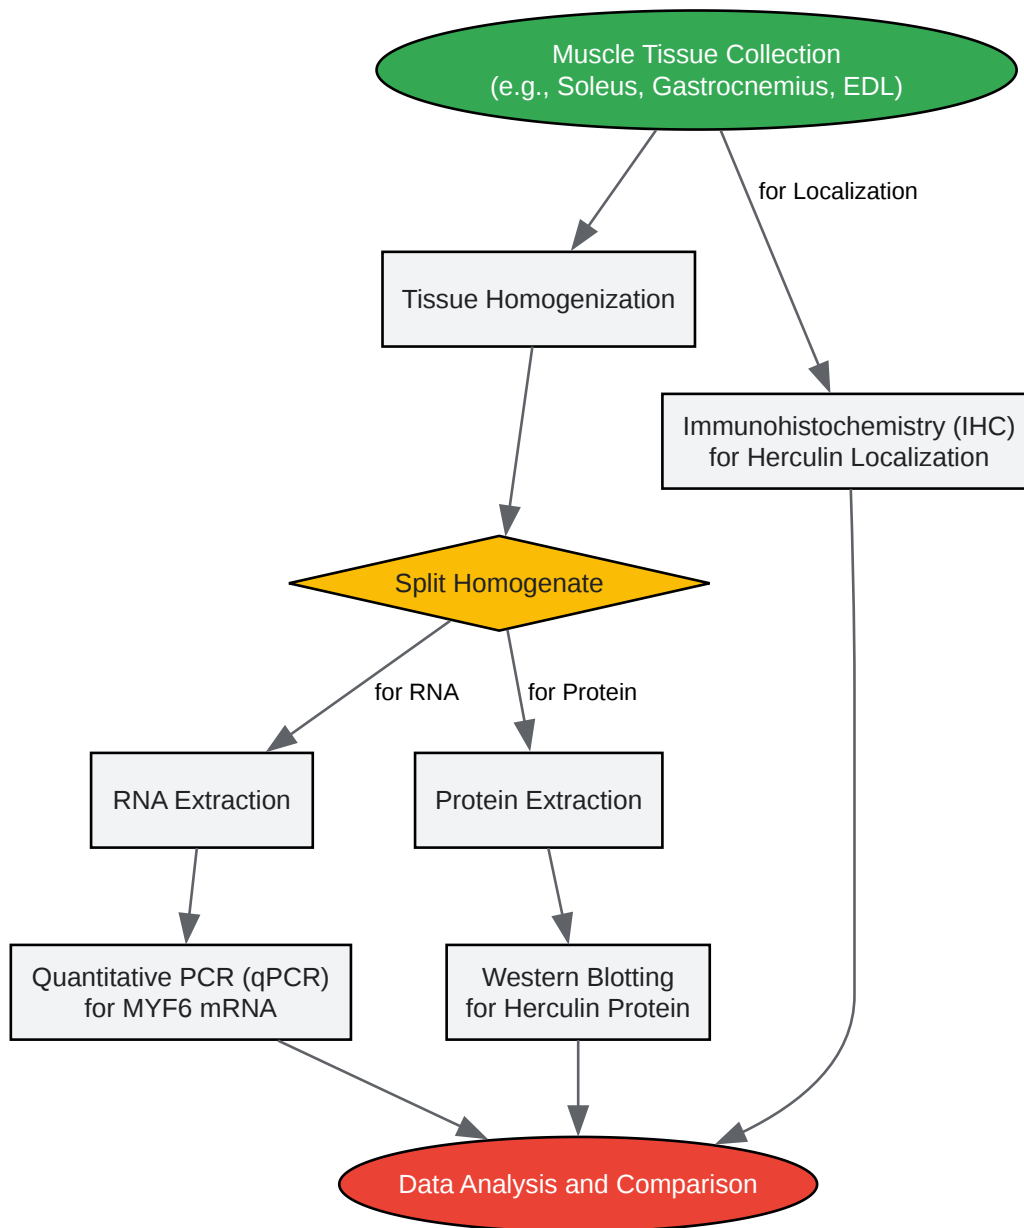 Muscle Tissue Collection
(e.g., Soleus, Gastrocnemius, EDL)
for Localization
Tissue Homogenization
Immunohistochemistry (IHC)
for Herculin Localization
Split Homogenate
for RNA
for Protein
RNA Extraction
Protein Extraction
Quantitative PCR (qPCR)
for MYF6 mRNA
Western Blotting
for Herculin Protein
Data Analysis and Comparison